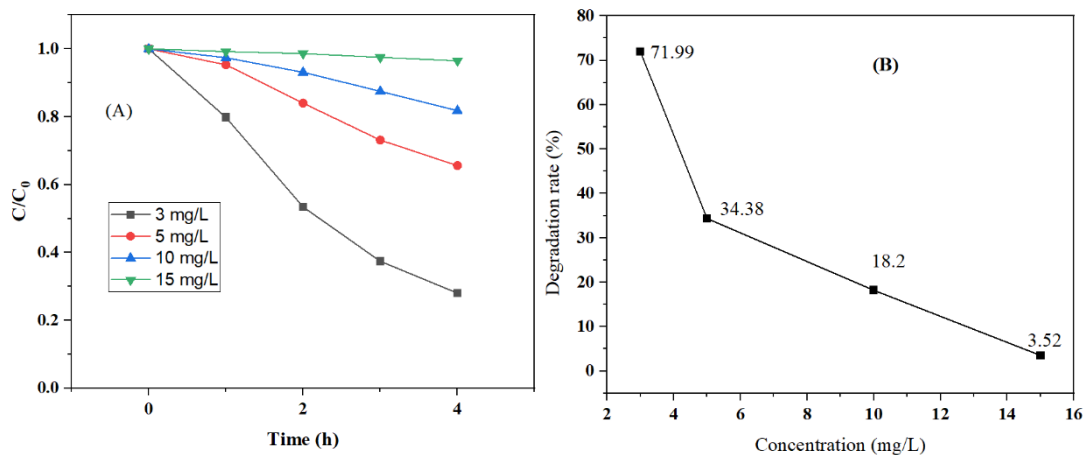 (A)
C/C0
1.0
0.8
0.6
0.4
0.2
0.0
3 mg/L
5 mg/L
10 mg/L
15 mg/L
0 2 4
Time (h)
(B)
Degradation rate (%)
80
70
60
50
40
30
20
10
0
71.99
34.38
18.2
3.52
2 4 6 8 10 12 14 16
Concentration (mg/L)